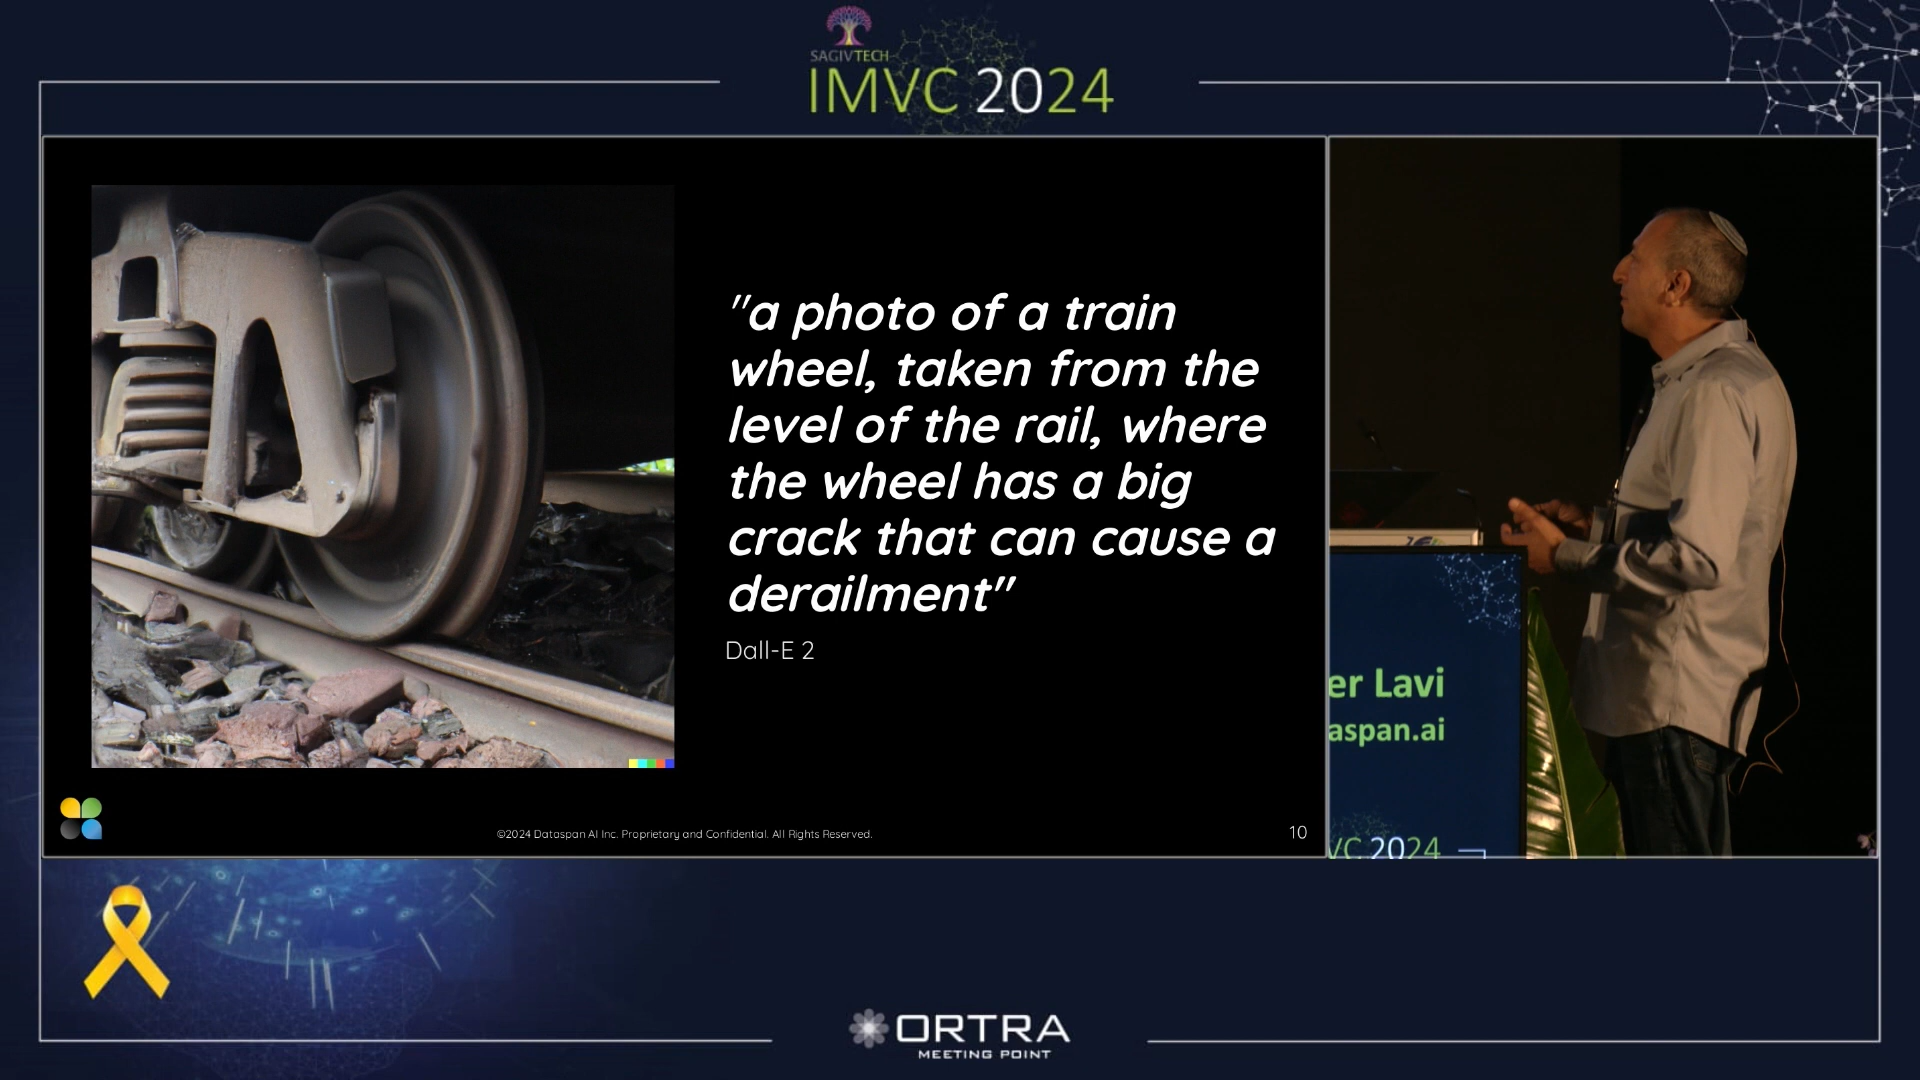 SAGIVTECH
IMVC 2024
"a photo of a train
wheel, taken from the
level of the rail, where
the wheel has a big
crack that can cause a
derailment"
Dall-E 2
©2024 Dataspan AI Inc. Proprietary and Confidential. All Rights Reserved.
10
er Lavi
aspan.ai
VC 2024
ORTRA
MEETING POINT